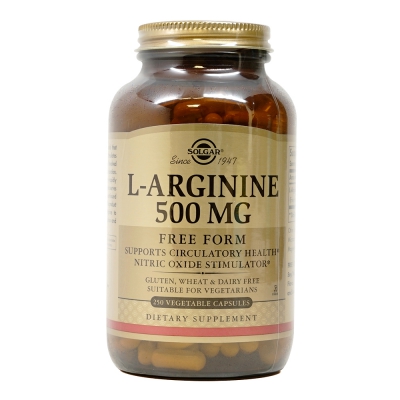 SOLGAR®
Since 1947
L-ARGININE
500 MG
FREE FORM
SUPPORTS CIRCULATORY HEALTH*
NITRIC OXIDE STIMULATOR*
GLUTEN, WHEAT & DAIRY FREE
SUITABLE FOR VEGETARIANS
250 VEGETABLE CAPSULES
DIETARY SUPPLEMENT